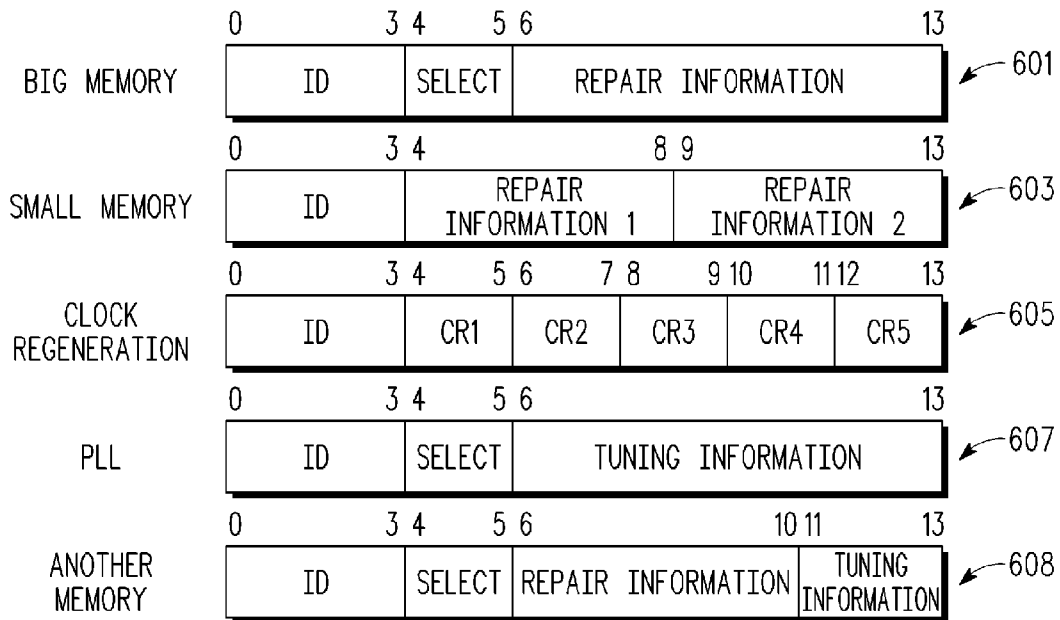 0 3 4 5 6 13
BIG MEMORY ID SELECT REPAIR INFORMATION 601
0 3 4 8 9 13
SMALL MEMORY ID REPAIR INFORMATION 1 REPAIR INFORMATION 2 603
0 3 4 5 6 7 8 9 10 11 12 13
CLOCK REGENERATION ID CR1 CR2 CR3 CR4 CR5 605
0 3 4 5 6 13
PLL ID SELECT TUNING INFORMATION 607
0 3 4 5 6 10 11 13
ANOTHER MEMORY ID SELECT REPAIR INFORMATION TUNING INFORMATION 608